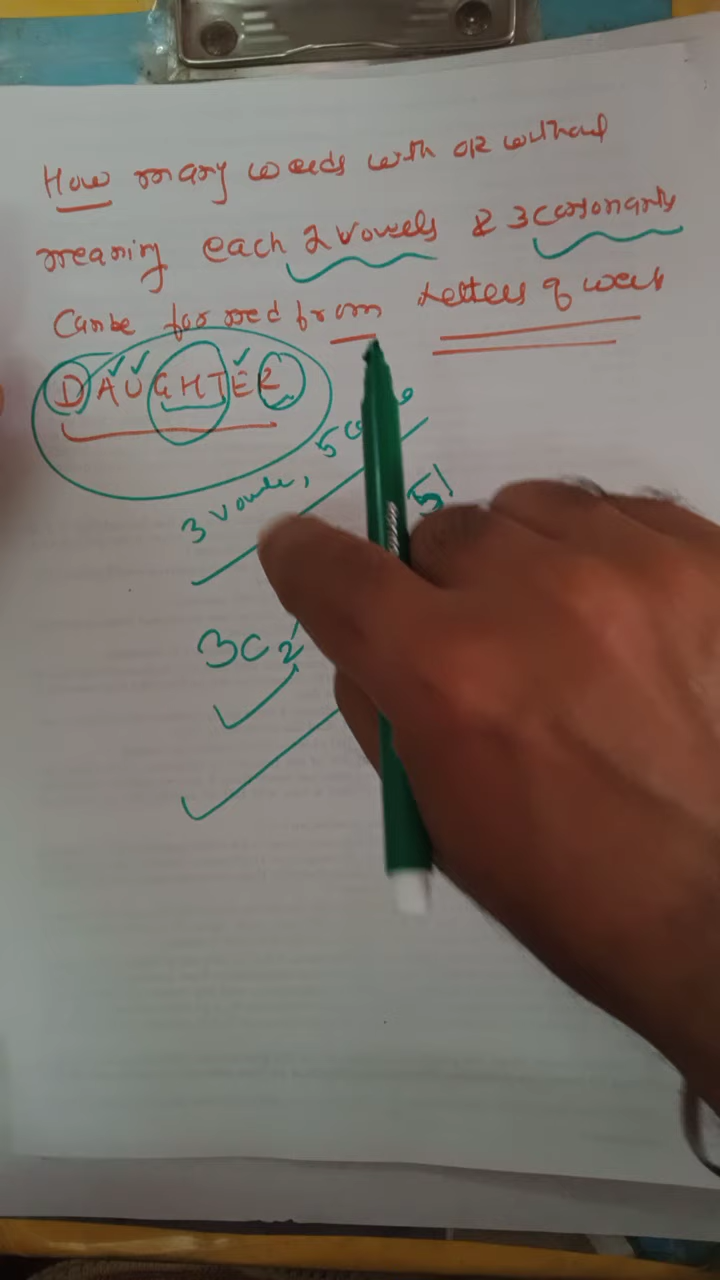 How many words with or without
meaning each 2 vowels & 3 consonants
Can be formed from Letters of word
DAUGHTER
3 vowels, 5
5!
3C2